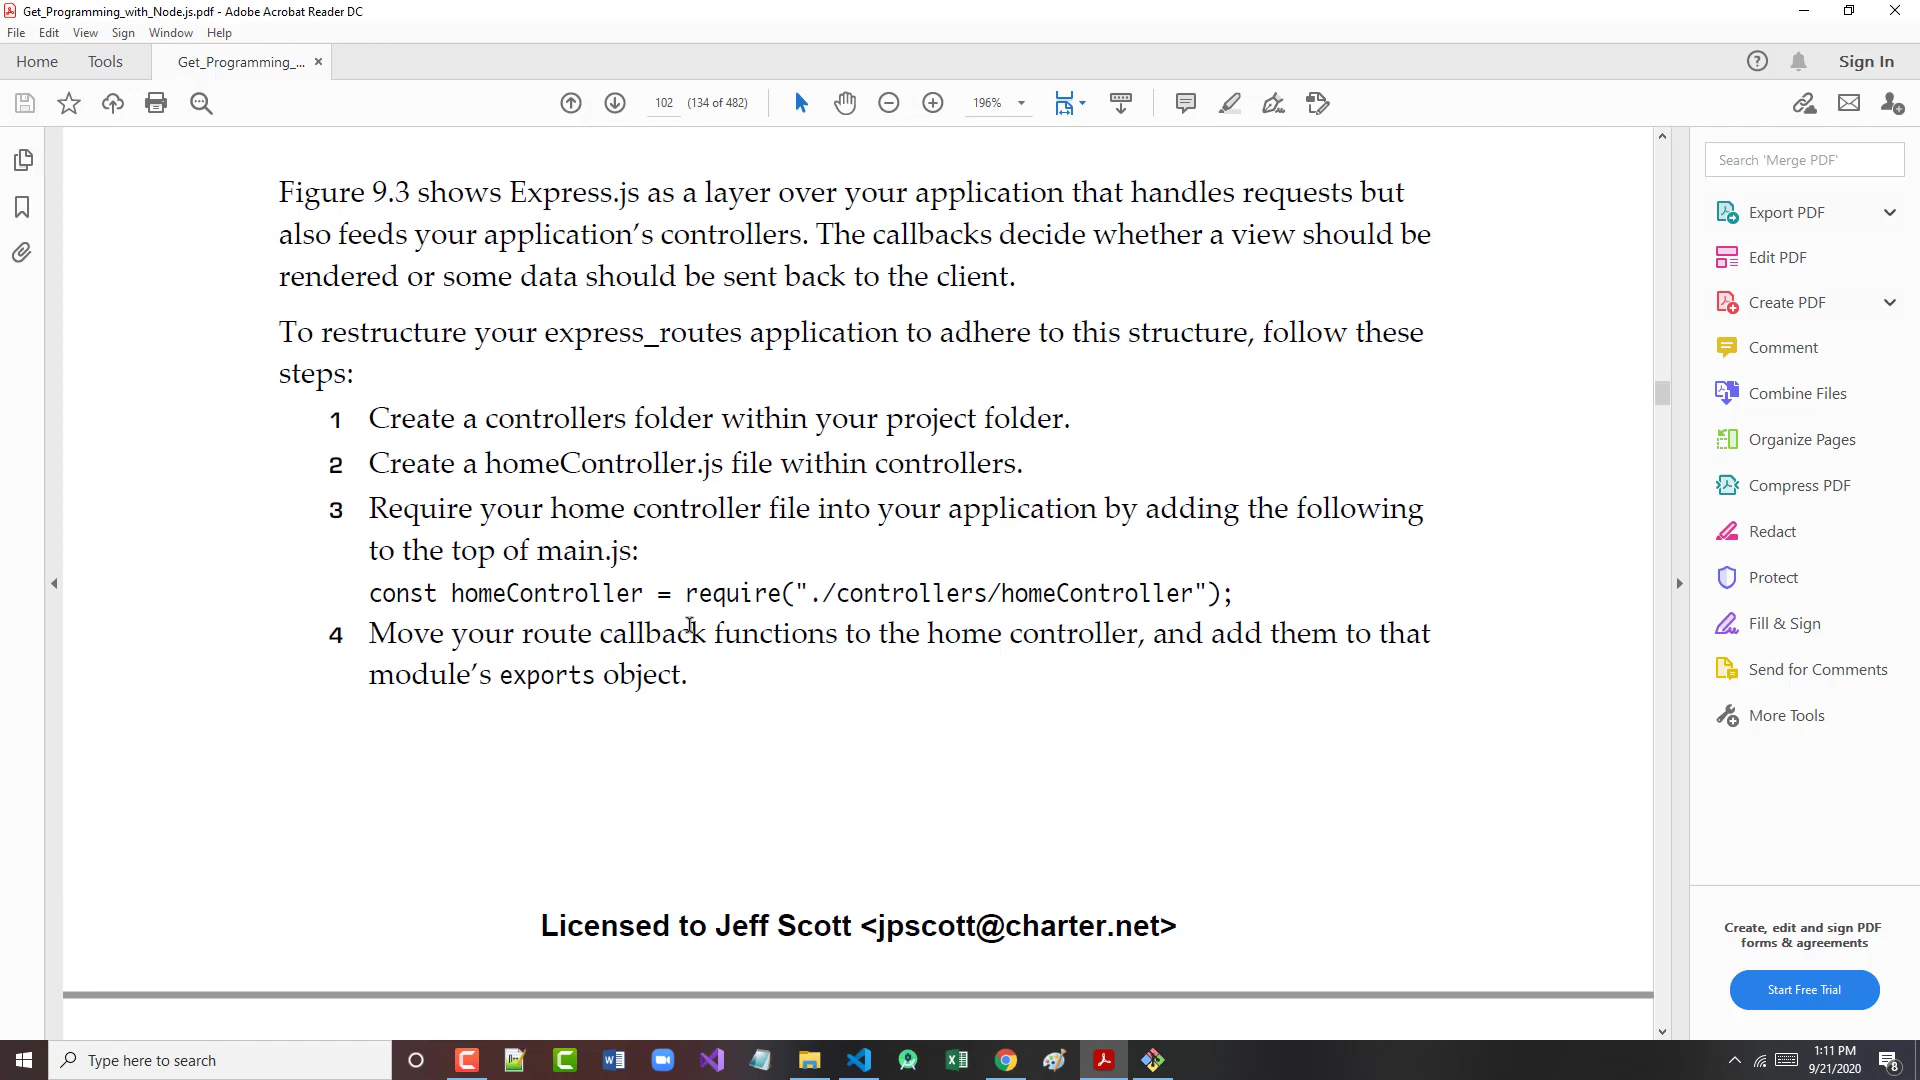 Get_Programming_with_Node.js.pdf - Adobe Acrobat Reader DC
File Edit View Sign Window Help
Home Tools Get_Programming_... × Sign In
102 (134 of 482) 196%
Search 'Merge PDF'
Figure 9.3 shows Express.js as a layer over your application that handles requests but
also feeds your application’s controllers. The callbacks decide whether a view should be
rendered or some data should be sent back to the client.
To restructure your express_routes application to adhere to this structure, follow these
steps:
1 Create a controllers folder within your project folder.
2 Create a homeController.js file within controllers.
3 Require your home controller file into your application by adding the following
to the top of main.js:
const homeController = require("./controllers/homeController");
4 Move your route callback functions to the home controller, and add them to that
module’s exports object.
Licensed to Jeff Scott <jpscott@charter.net>
Export PDF
Edit PDF
Create PDF
Comment
Combine Files
Organize Pages
Compress PDF
Redact
Protect
Fill & Sign
Send for Comments
More Tools
Create, edit and sign PDF
forms & agreements
Start Free Trial
Type here to search
1:11 PM
9/21/2020
8